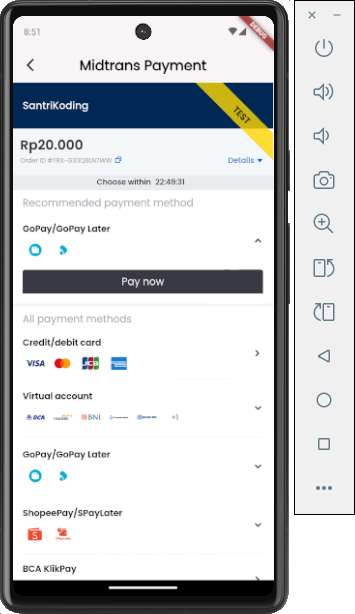 8:51
DEBUG
Midtrans Payment
SantriKoding
TEST
Rp20.000
Order ID #TRX-G33Q6LN7WW
Details
Choose within 22:49:31
Recommended payment method
GoPay/GoPay Later
Pay now
All payment methods
Credit/debit card
VISA JCB
Virtual account
BCA BNI +1
GoPay/GoPay Later
ShopeePay/SPayLater
BCA KlikPay